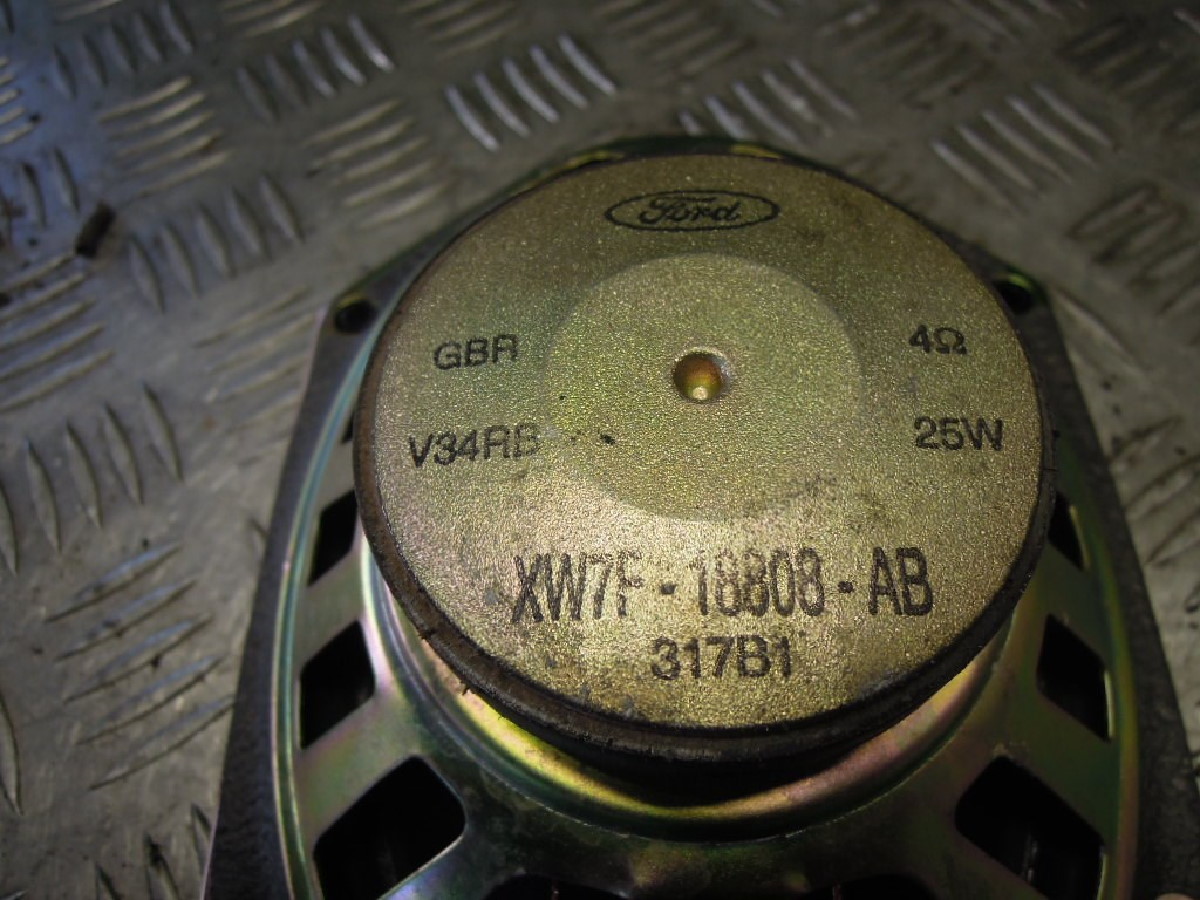 Ford
GBR 4Ω
V34RB 25W
XW7F - 18808 - AB
317B1